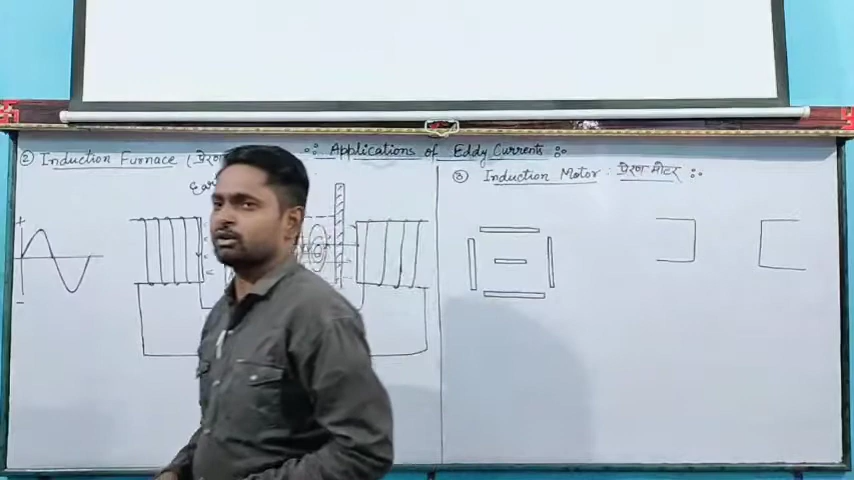 ∴ Applications of Eddy Currents ∴
② Induction Furnace (
③ Induction Motor : प्रेरण मोटर ∴
+
-